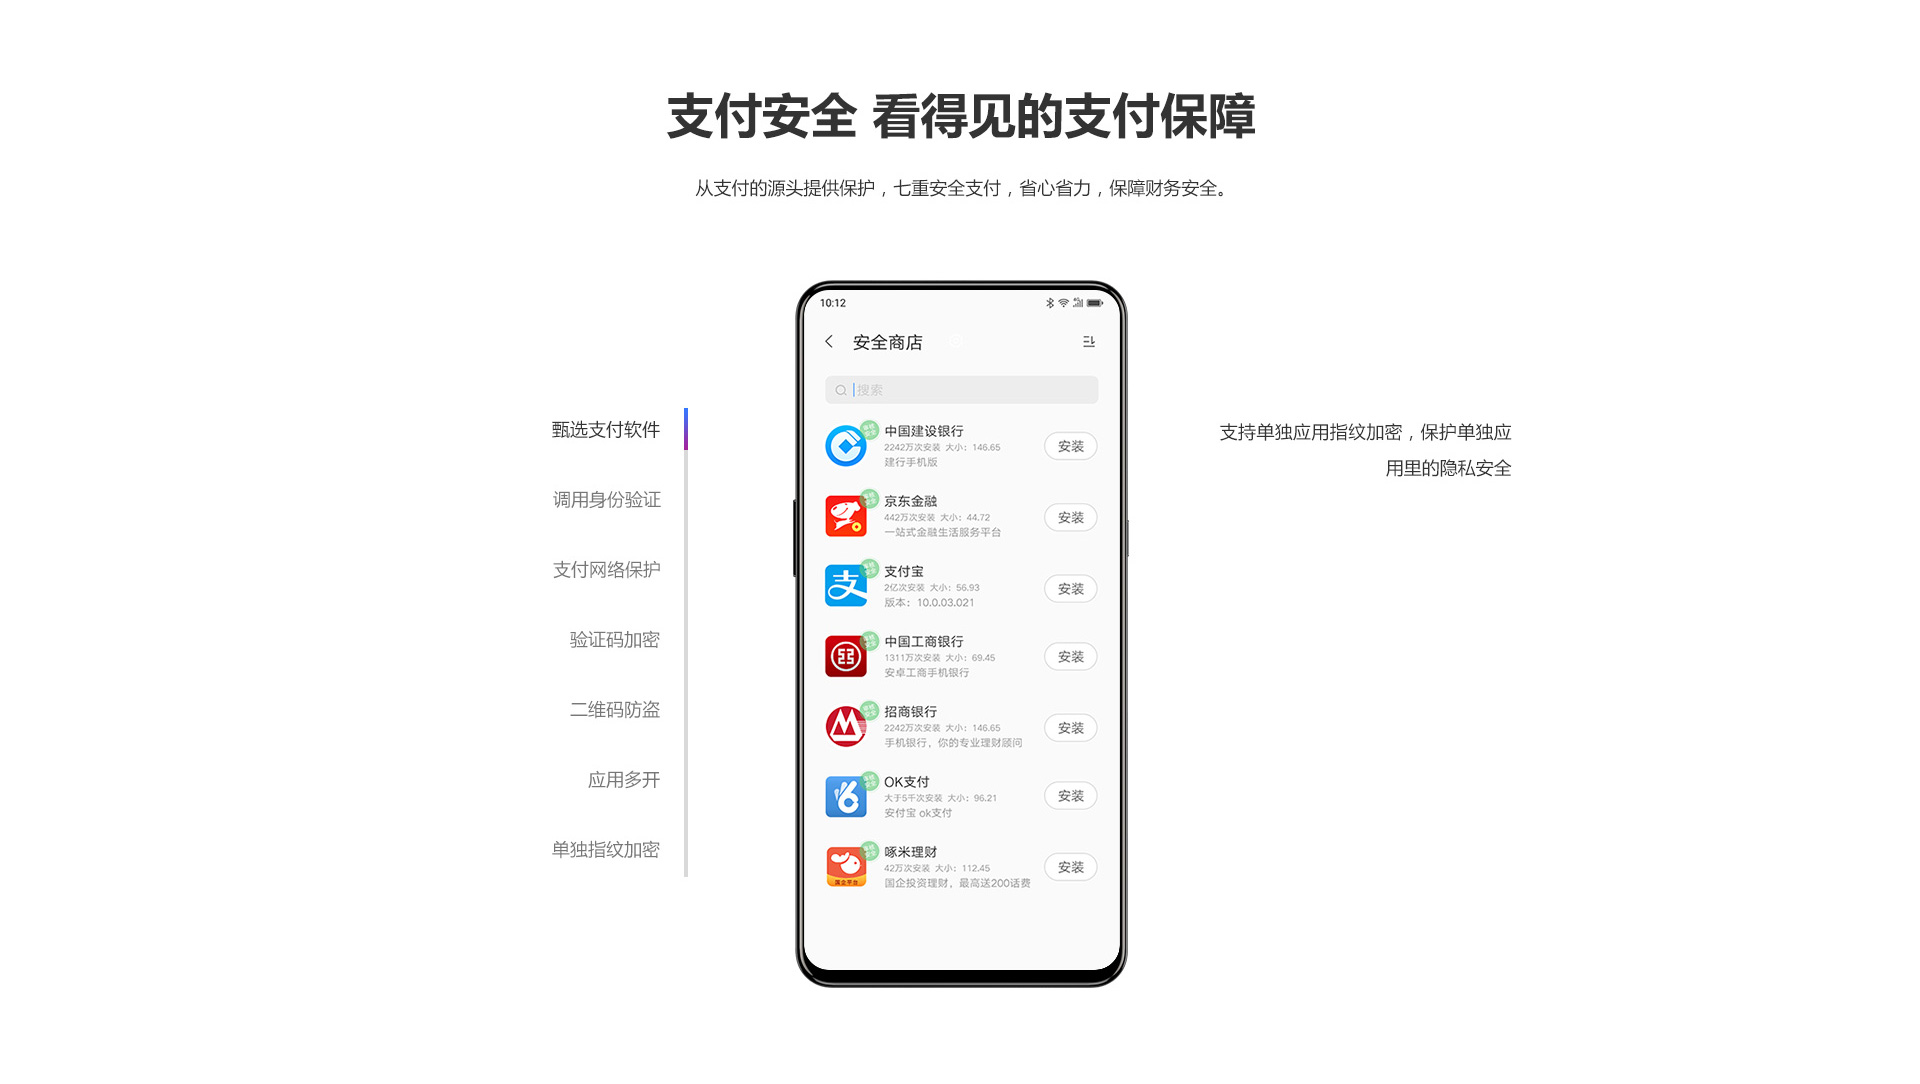 支付安全 看得见的支付保障
从支付的源头提供保护，七重安全支付，省心省力，保障财务安全。
甄选支付软件
调用身份验证
支付网络保护
验证码加密
二维码防盗
应用多开
单独指纹加密
10:12
安全商店
搜索
中国建设银行
2242万次安装 大小：146.65
建行手机版
安装
京东金融
442万次安装 大小：44.72
一站式金融生活服务平台
安装
支付宝
2亿次安装 大小：56.93
版本：10.0.03.021
安装
中国工商银行
1311万次安装 大小：69.45
安卓工商手机银行
安装
招商银行
2242万次安装 大小：146.65
手机银行，你的专业理财顾问
安装
OK支付
大于5千次安装 大小：96.21
安付宝 ok支付
安装
啄米理财
42万次安装 大小：112.45
国企投资理财，最高送200话费
安装
国企平台
支持单独应用指纹加密，保护单独应
用里的隐私安全